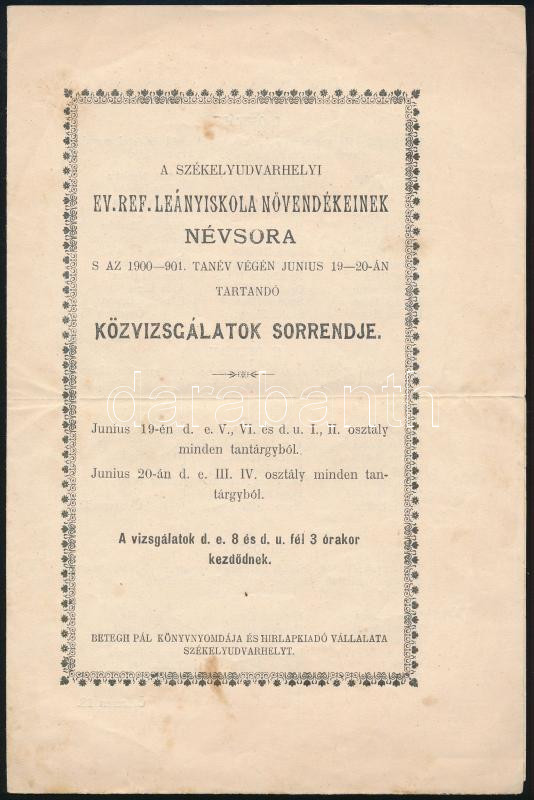 A SZÉKELYUDVARHELYI
EV. REF. LEÁNYISKOLA NÖVENDÉKEINEK
NÉVSORA
S AZ 1900—901. TANÉV VÉGÉN JUNIUS 19—20-ÁN
TARTANDÓ
KÖZVIZSGÁLATOK SORRENDJE.
Junius 19-én d. e. V., Vi. es d. u. I., ii. osztály
minden tantárgyból.
Junius 20-án d. e. III. IV. osztály minden tan-
tárgyból.
A vizsgálatok d. e. 8 és d. u. fél 3 órakor
kezdődnek.
BETEGH PÁL KÖNYVNYOMDÁJA ÉS HIRLAPKIADÓ VÁLLALATA
SZÉKELYUDVARHELYT.
darabanth